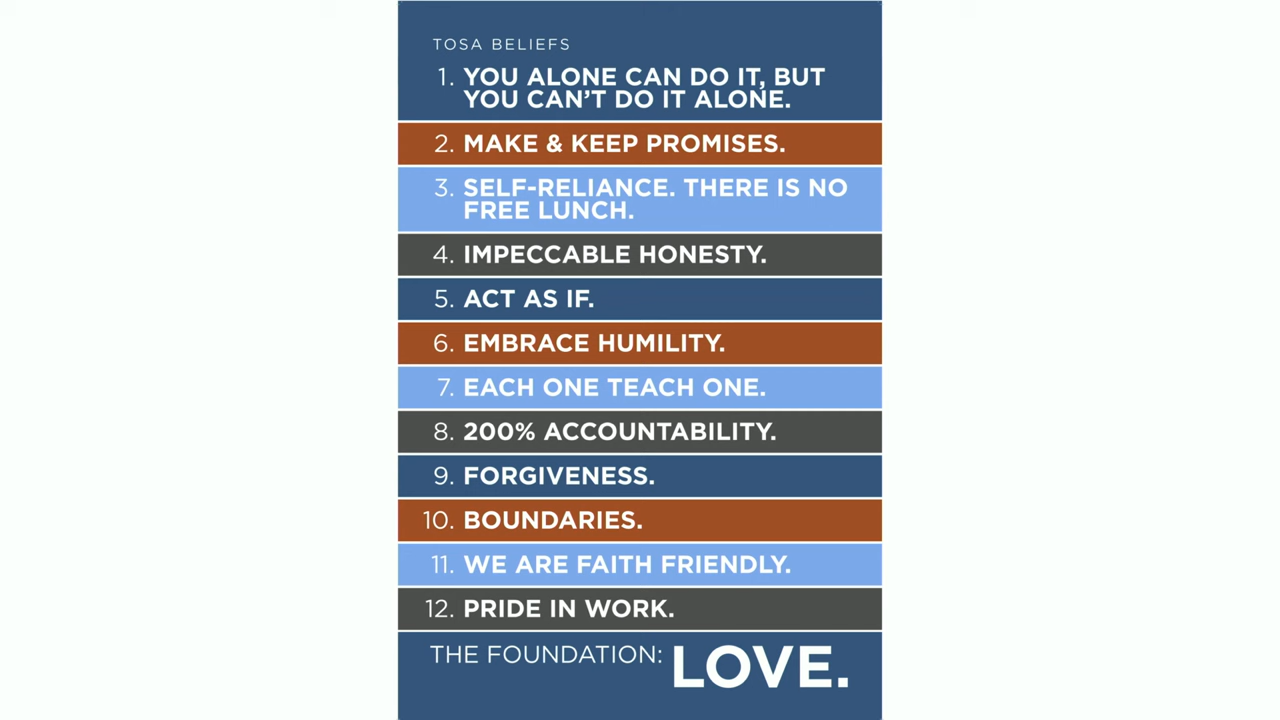 TOSA BELIEFS
1. YOU ALONE CAN DO IT, BUT
YOU CAN'T DO IT ALONE.
2. MAKE & KEEP PROMISES.
3. SELF-RELIANCE. THERE IS NO
FREE LUNCH.
4. IMPECCABLE HONESTY.
5. ACT AS IF.
6. EMBRACE HUMILITY.
7. EACH ONE TEACH ONE.
8. 200% ACCOUNTABILITY.
9. FORGIVENESS.
10. BOUNDARIES.
11. WE ARE FAITH FRIENDLY.
12. PRIDE IN WORK.
THE FOUNDATION: LOVE.